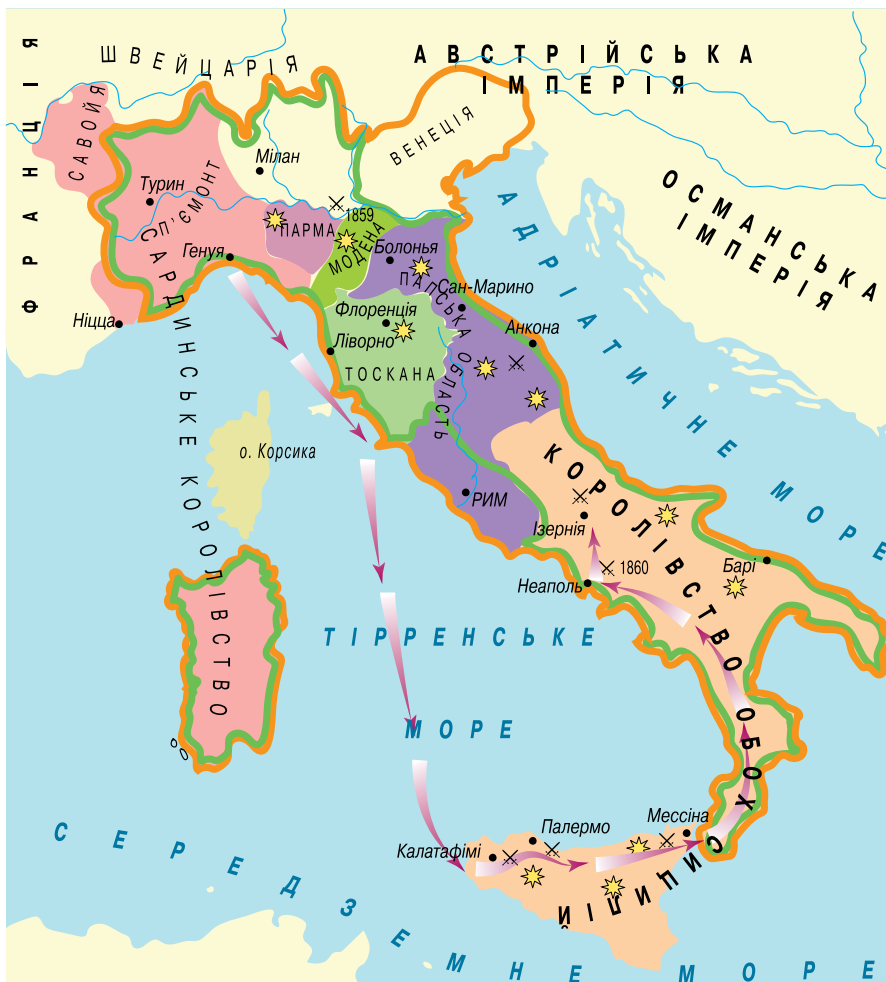 ФРАНЦІЯ
ШВЕЙЦАРІЯ
АВСТРІЙСЬКА
ІМПЕРІЯ
САВОЙЯ
ВЕНЕЦІЯ
Мілан
Турин
П'ЄМОНТ
ОСМАНСЬКА
ІМПЕРІЯ
АДРІАТИЧНЕ МОРЕ
1859
ПАРМА
МОДЕНА
Генуя
Болонья
ПАПСЬКА ОБЛАСТЬ
Сан-Марино
САРДИНСЬКЕ КОРОЛІВСТВО
Ніцца
Флоренція
Ліворно
Анкона
ТОСКАНА
о. Корсика
РИМ
КОРОЛІВСТВО ОБОХ СИЦИЛІЙ
Ізернія
1860
Неаполь
Барі
ТІРРЕНСЬКЕ
МОРЕ
Мессіна
Палермо
Калатафімі
СЕРЕДЗЕМНЕ МОРЕ